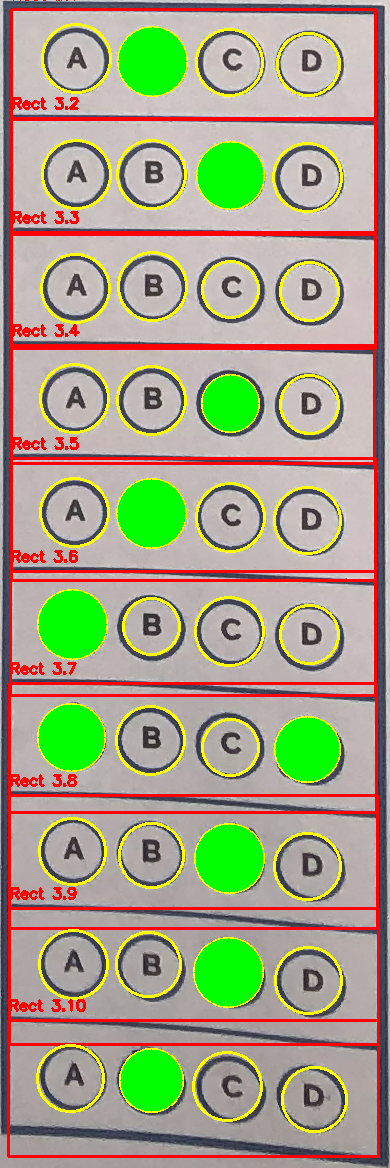 A C D
Rect 3.2
A B D
Rect 3.3
A B C D
Rect 3.4
A B D
Rect 3.5
A C D
Rect 3.6
B C D
Rect 3.7
B C
Rect 3.8
A B D
Rect 3.9
A B D
Rect 3.10
A C D